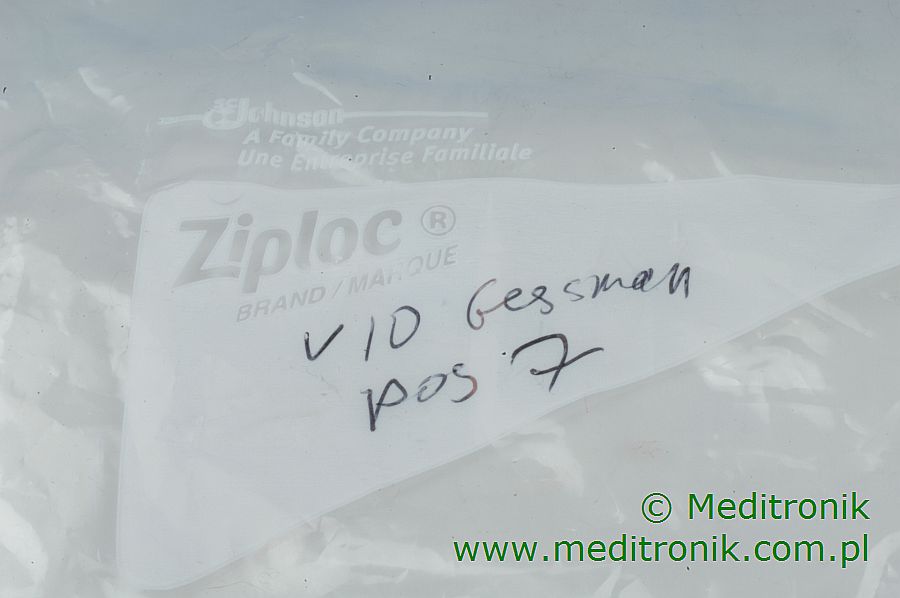 SC Johnson
A Family Company
Une Entreprise Familiale
Ziploc ®
BRAND / MARQUE
V10 Gessman
pos 7
© Meditronik
www.meditronik.com.pl